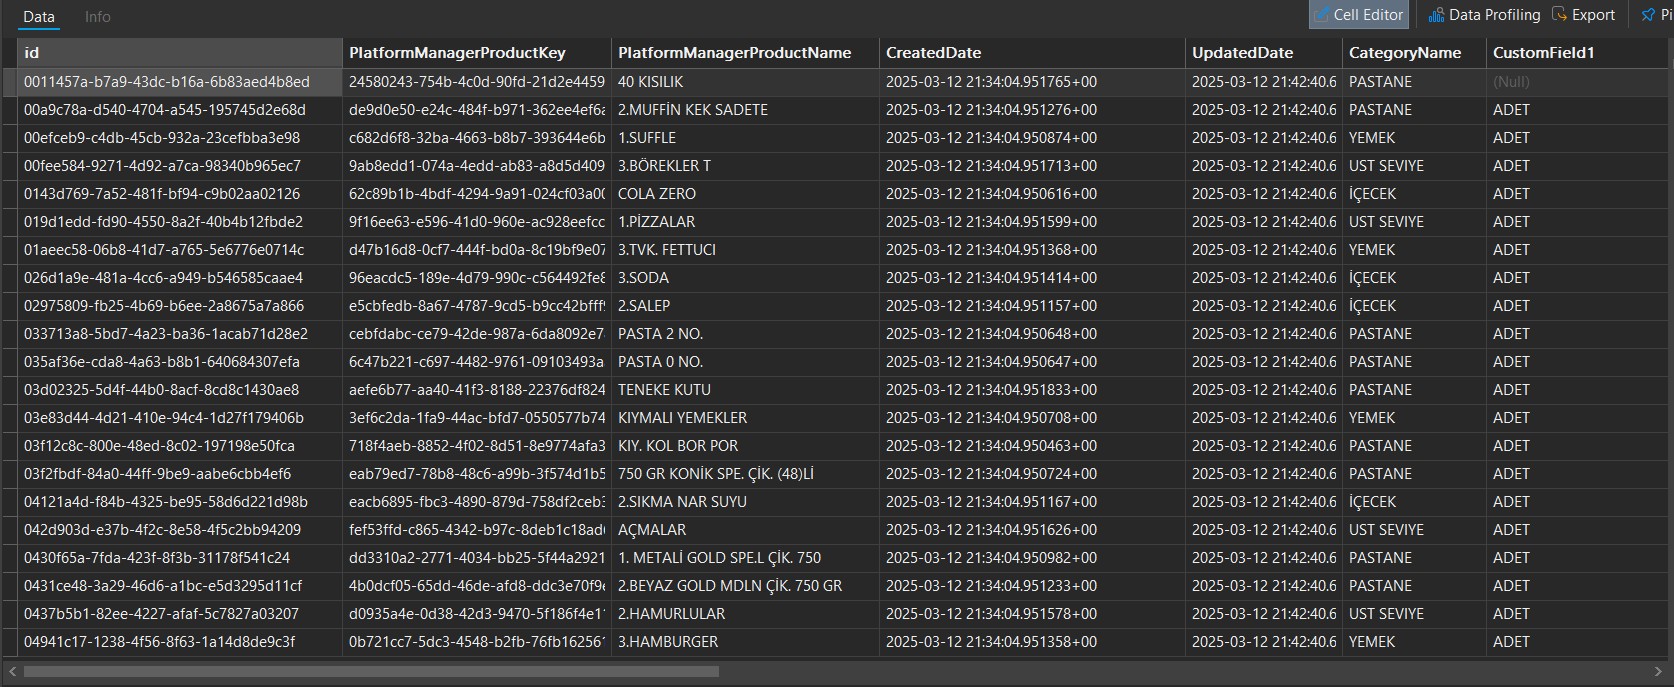 Data Info Cell Editor Data Profiling Export Pi
id PlatformManagerProductKey PlatformManagerProductName CreatedDate UpdatedDate CategoryName CustomField1
0011457a-b7a9-43dc-b16a-6b83aed4b8ed 24580243-754b-4c0d-90fd-21d2e4459 40 KISILIK 2025-03-12 21:34:04.951765+00 2025-03-12 21:42:40.6 PASTANE (Null)
00a9c78a-d540-4704-a545-195745d2e68d de9d0e50-e24c-484f-b971-362ee4ef6a 2.MUFFİN KEK SADETE 2025-03-12 21:34:04.951276+00 2025-03-12 21:42:40.6 PASTANE ADET
00efceb9-c4db-45cb-932a-23cefbba3e98 c682d6f8-32ba-4663-b8b7-393644e6b 1.SUFFLE 2025-03-12 21:34:04.950874+00 2025-03-12 21:42:40.6 YEMEK ADET
00fee584-9271-4d92-a7ca-98340b965ec7 9ab8edd1-074a-4edd-ab83-a8d5d409 3.BÖREKLER T 2025-03-12 21:34:04.951713+00 2025-03-12 21:42:40.6 UST SEVIYE ADET
0143d769-7a52-481f-bf94-c9b02aa02126 62c89b1b-4bdf-4294-9a91-024cf03a00 COLA ZERO 2025-03-12 21:34:04.950616+00 2025-03-12 21:42:40.6 İÇECEK ADET
019d1edd-fd90-4550-8a2f-40b4b12fbde2 9f16ee63-e596-41d0-960e-ac928eefcc 1.PİZZALAR 2025-03-12 21:34:04.951599+00 2025-03-12 21:42:40.6 UST SEVIYE ADET
01aeec58-06b8-41d7-a765-5e6776e0714c d47b16d8-0cf7-444f-bd0a-8c19bf9e07 3.TVK. FETTUCI 2025-03-12 21:34:04.951368+00 2025-03-12 21:42:40.6 YEMEK ADET
026d1a9e-481a-4cc6-a949-b546585caae4 96eacdc5-189e-4d79-990c-c564492fe8 3.SODA 2025-03-12 21:34:04.951414+00 2025-03-12 21:42:40.6 İÇECEK ADET
02975809-fb25-4b69-b6ee-2a8675a7a866 e5cbfedb-8a67-4787-9cd5-b9cc42bfff9 2.SALEP 2025-03-12 21:34:04.951157+00 2025-03-12 21:42:40.6 İÇECEK ADET
033713a8-5bd7-4a23-ba36-1acab71d28e2 cebfdabc-ce79-42de-987a-6da8092e7 PASTA 2 NO. 2025-03-12 21:34:04.950648+00 2025-03-12 21:42:40.6 PASTANE ADET
035af36e-cda8-4a63-b8b1-640684307efa 6c47b221-c697-4482-9761-09103493a PASTA 0 NO. 2025-03-12 21:34:04.950647+00 2025-03-12 21:42:40.6 PASTANE ADET
03d02325-5d4f-44b0-8acf-8cd8c1430ae8 aefe6b77-aa40-41f3-8188-22376df824 TENEKE KUTU 2025-03-12 21:34:04.951833+00 2025-03-12 21:42:40.6 PASTANE ADET
03e83d44-4d21-410e-94c4-1d27f179406b 3ef6c2da-1fa9-44ac-bfd7-0550577b74 KIYMALI YEMEKLER 2025-03-12 21:34:04.950708+00 2025-03-12 21:42:40.6 YEMEK ADET
03f12c8c-800e-48ed-8c02-197198e50fca 718f4aeb-8852-4f02-8d51-8e9774afa3 KIY. KOL BOR POR 2025-03-12 21:34:04.950463+00 2025-03-12 21:42:40.6 PASTANE ADET
03f2fbdf-84a0-44ff-9be9-aabe6cbb4ef6 eab79ed7-78b8-48c6-a99b-3f574d1b5 750 GR KONİK SPE. ÇİK. (48)Lİ 2025-03-12 21:34:04.950724+00 2025-03-12 21:42:40.6 PASTANE ADET
04121a4d-f84b-4325-be95-58d6d221d98b eacb6895-fbc3-4890-879d-758df2ceb3 2.SIKMA NAR SUYU 2025-03-12 21:34:04.951167+00 2025-03-12 21:42:40.6 İÇECEK ADET
042d903d-e37b-4f2c-8e58-4f5c2bb94209 fef53ffd-c865-4342-b97c-8deb1c18ad AÇMALAR 2025-03-12 21:34:04.951626+00 2025-03-12 21:42:40.6 UST SEVIYE ADET
0430f65a-7fda-423f-8f3b-31178f541c24 dd3310a2-2771-4034-bb25-5f44a2921 1. METALİ GOLD SPE.L ÇİK. 750 2025-03-12 21:34:04.950982+00 2025-03-12 21:42:40.6 PASTANE ADET
0431ce48-3a29-46d6-a1bc-e5d3295d11cf 4b0dcf05-65dd-46de-afd8-ddc3e70f9e 2.BEYAZ GOLD MDLN ÇİK. 750 GR 2025-03-12 21:34:04.951233+00 2025-03-12 21:42:40.6 PASTANE ADET
0437b5b1-82ee-4227-afaf-5c7827a03207 d0935a4e-0d38-42d3-9470-5f186f4e1 2.HAMURLULAR 2025-03-12 21:34:04.951578+00 2025-03-12 21:42:40.6 UST SEVIYE ADET
04941c17-1238-4f56-8f63-1a14d8de9c3f 0b721cc7-5dc3-4548-b2fb-76fb162561 3.HAMBURGER 2025-03-12 21:34:04.951358+00 2025-03-12 21:42:40.6 YEMEK ADET